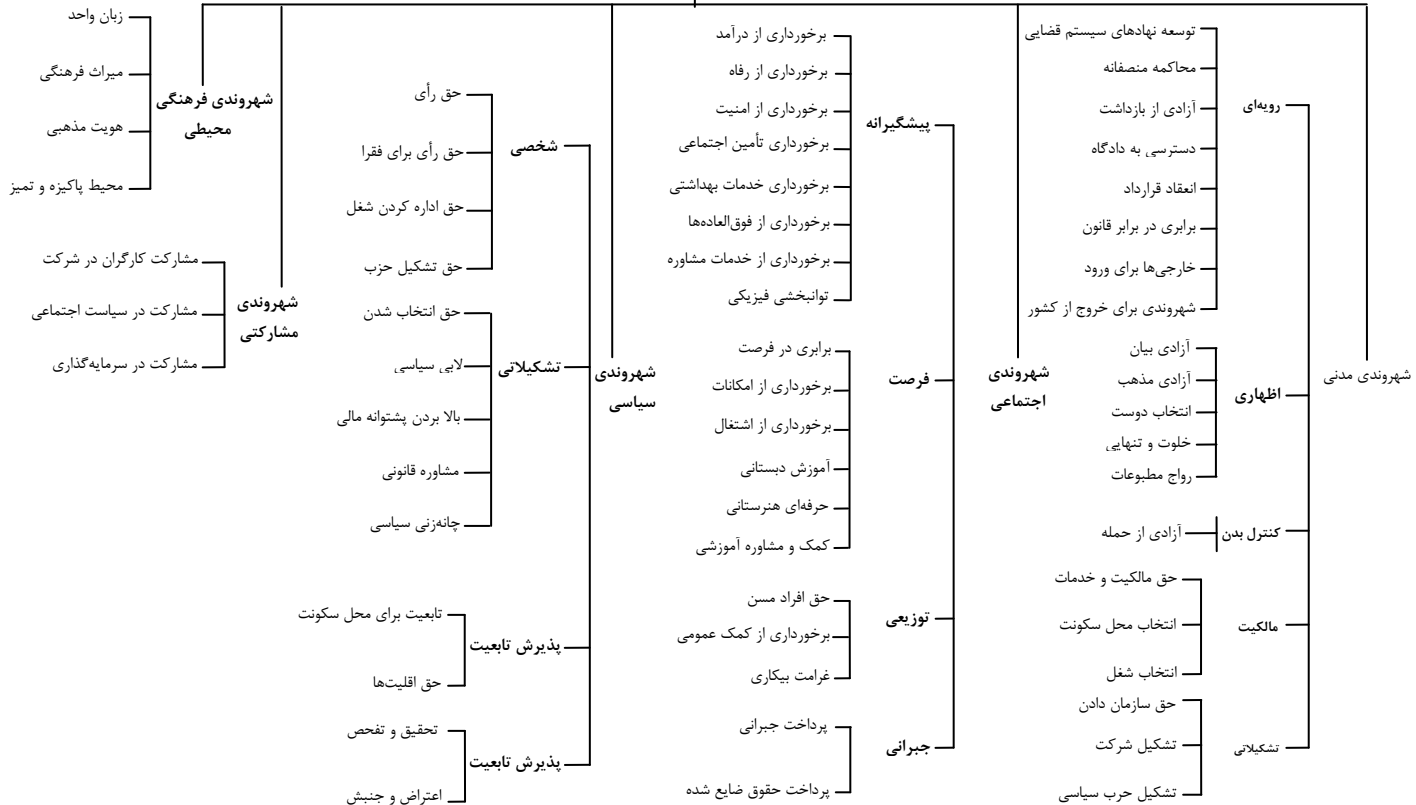 شهروندی مدنی
رویه‌ای
توسعه نهادهای سیستم قضایی
محاکمه منصفانه
آزادی از بازداشت
دسترسی به دادگاه
انعقاد قرارداد
برابری در برابر قانون
خارجی‌ها برای ورود
شهروندی برای خروج از کشور
اظهاری
آزادی بیان
آزادی مذهب
انتخاب دوست
خلوت و تنهایی
رواج مطبوعات
کنترل بدن
آزادی از حمله
مالکیت
حق مالکیت و خدمات
انتخاب محل سکونت
انتخاب شغل
تشکیلاتی
حق سازمان دادن
تشکیل شرکت
تشکیل حرب سیاسی
شهروندی
اجتماعی
پیشگیرانه
برخورداری از درآمد
برخورداری از رفاه
برخورداری از امنیت
برخورداری تأمین اجتماعی
برخورداری خدمات بهداشتی
برخورداری از فوق‌العاده‌ها
برخورداری از خدمات مشاوره
توانبخشی فیزیکی
فرصت
برابری در فرصت
برخورداری از امکانات
برخورداری از اشتغال
آموزش دبستانی
حرفه‌ای هنرستانی
کمک و مشاوره آموزشی
توزیعی
حق افراد مسن
برخورداری از کمک عمومی
غرامت بیکاری
جبرانی
پرداخت جبرانی
پرداخت حقوق ضایع شده
شهروندی
سیاسی
شخصی
حق رأی
حق رأی برای فقرا
حق اداره کردن شغل
حق تشکیل حزب
تشکیلاتی
حق انتخاب شدن
لابی سیاسی
بالا بردن پشتوانه مالی
مشاوره قانونی
چانه‌زنی سیاسی
پذیرش تابعیت
تابعیت برای محل سکونت
حق اقلیت‌ها
پذیرش تابعیت
تحقیق و تفحص
اعتراض و جنبش
شهروندی
مشارکتی
مشارکت کارگران در شرکت
مشارکت در سیاست اجتماعی
مشارکت در سرمایه‌گذاری
شهروندی فرهنگی
محیطی
زبان واحد
میراث فرهنگی
هویت مذهبی
محیط پاکیزه و تمیز